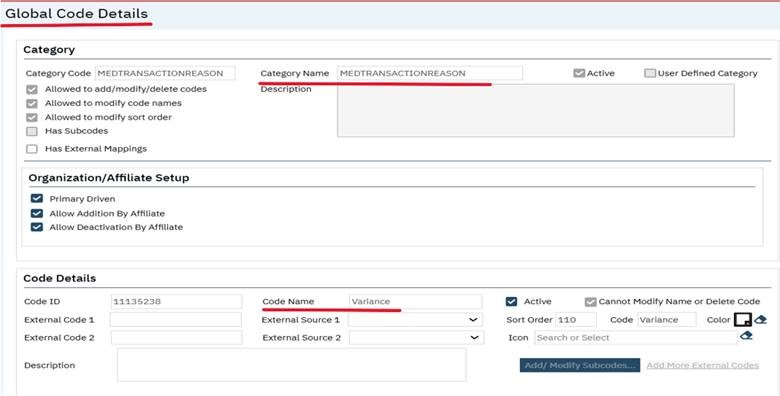 Global Code Details
Category
Category Code MEDTRANSACTIONREASON Category Name MEDTRANSACTIONREASON Active User Defined Category
Allowed to add/modify/delete codes Description
Allowed to modify code names
Allowed to modify sort order
Has Subcodes
Has External Mappings
Organization/Affiliate Setup
Primary Driven
Allow Addition By Affiliate
Allow Deactivation By Affiliate
Code Details
Code ID 11135238 Code Name Variance Active Cannot Modify Name or Delete Code
External Code 1 External Source 1 Sort Order 110 Code Variance Color
External Code 2 External Source 2 Icon Search or Select
Description Add/ Modify Subcodes... Add More External Codes